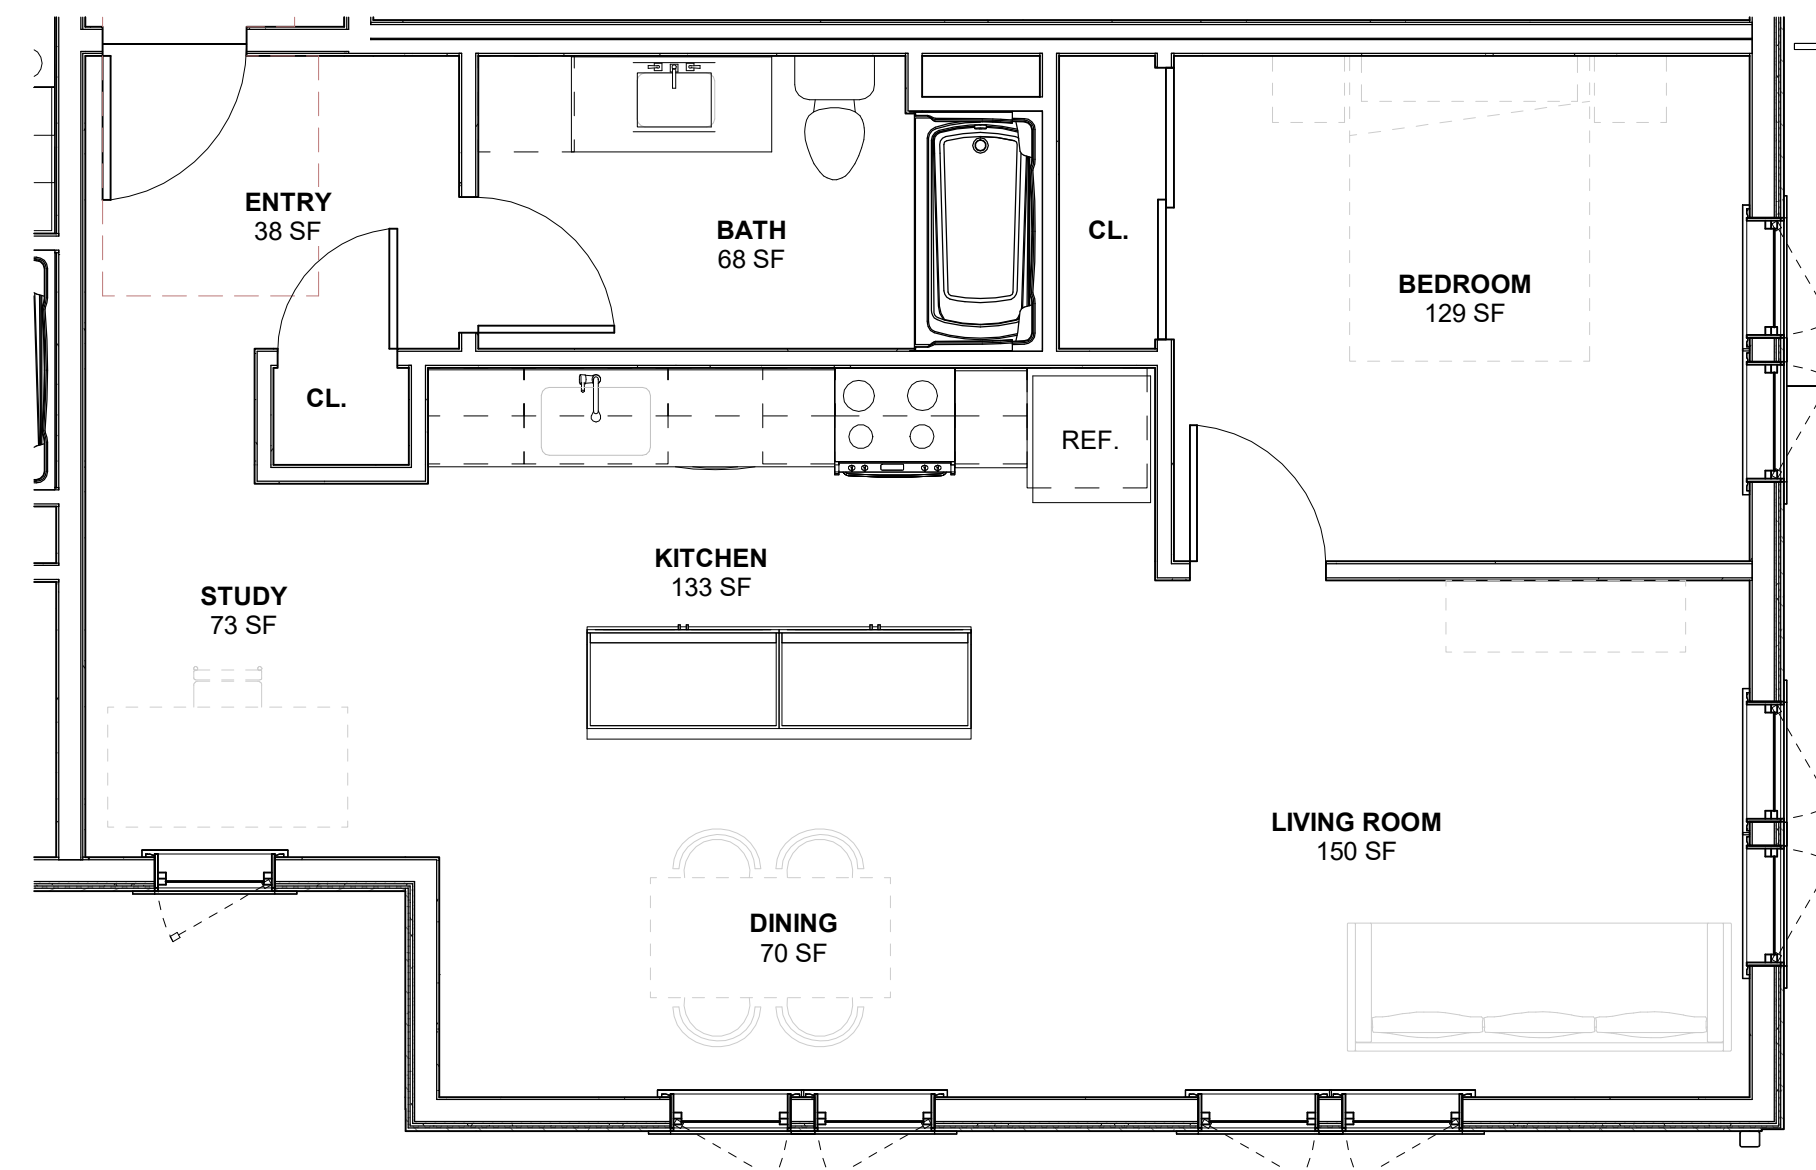 ENTRY
38 SF
BATH
68 SF
CL.
BEDROOM
129 SF
CL.
REF.
KITCHEN
133 SF
STUDY
73 SF
LIVING ROOM
150 SF
DINING
70 SF